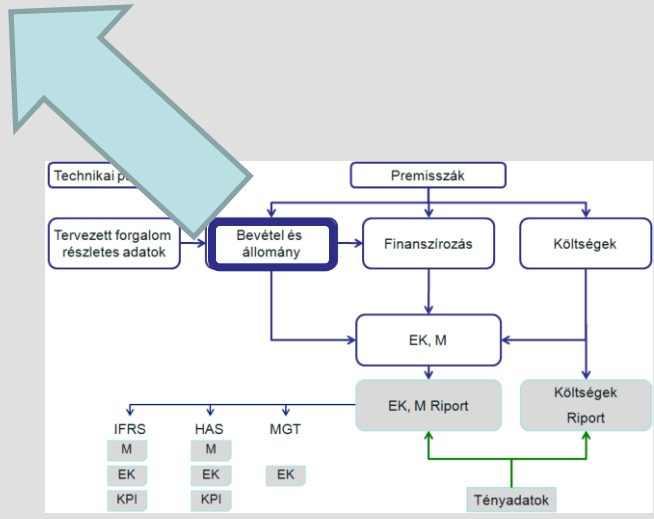 Technikai
Premisszák
Tervezett forgalom
részletes adatok
Bevétel és
állomány
Finanszírozás
Költségek
EK, M
EK, M Riport
Költségek
Riport
IFRS
HAS
MGT
M
M
EK
EK
EK
KPI
KPI
Tényadatok